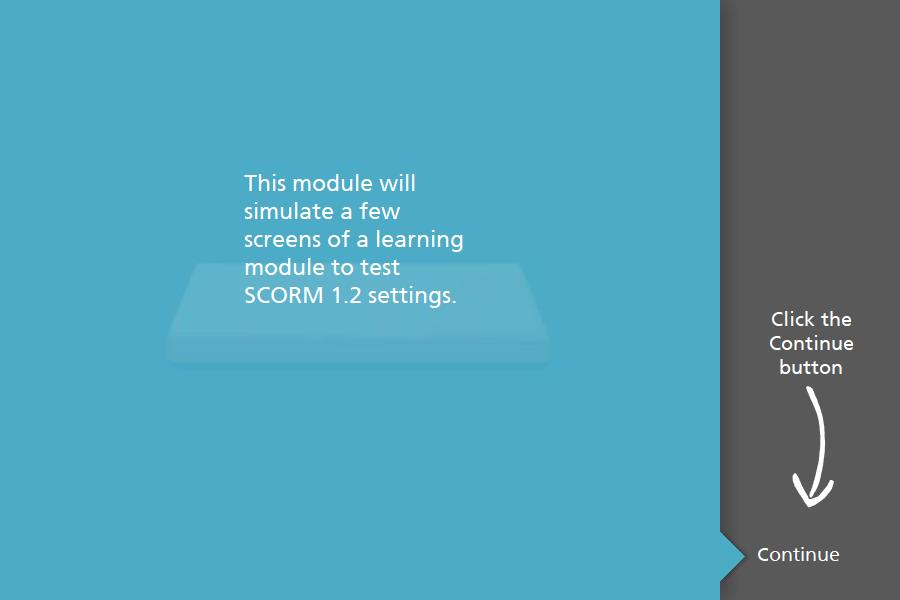 This module will
simulate a few
screens of a learning
module to test
SCORM 1.2 settings.
Click the
Continue
button
Continue